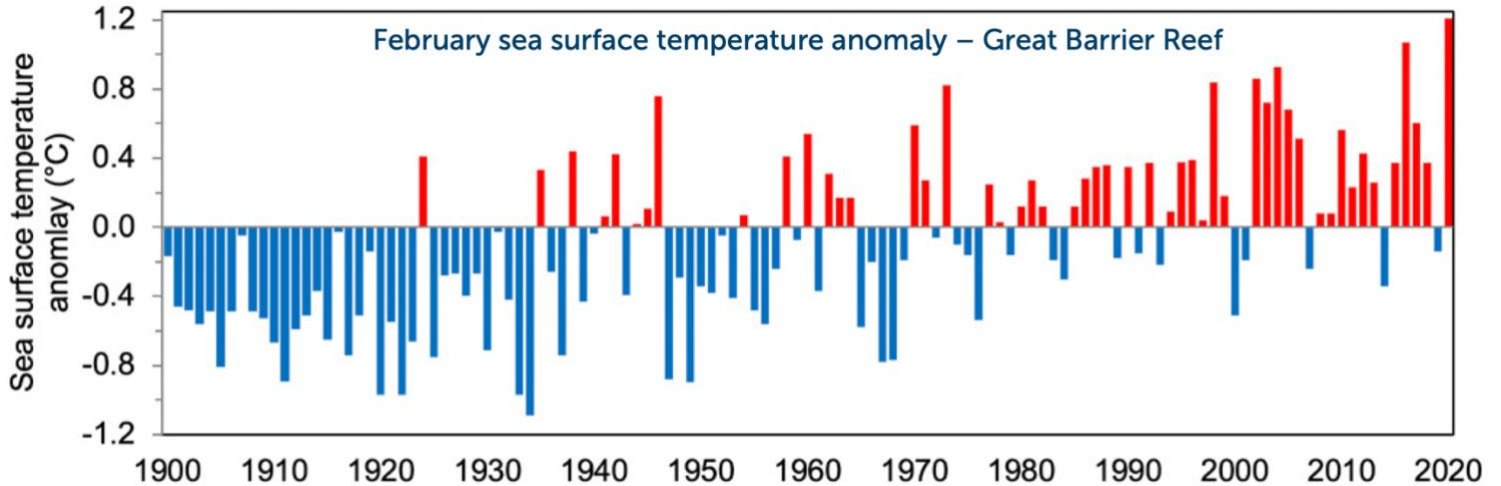 February sea surface temperature anomaly – Great Barrier Reef
Sea surface temperature
anomlay (°C)
1.2
0.8
0.4
0.0
-0.4
-0.8
-1.2
1900 1910 1920 1930 1940 1950 1960 1970 1980 1990 2000 2010 2020